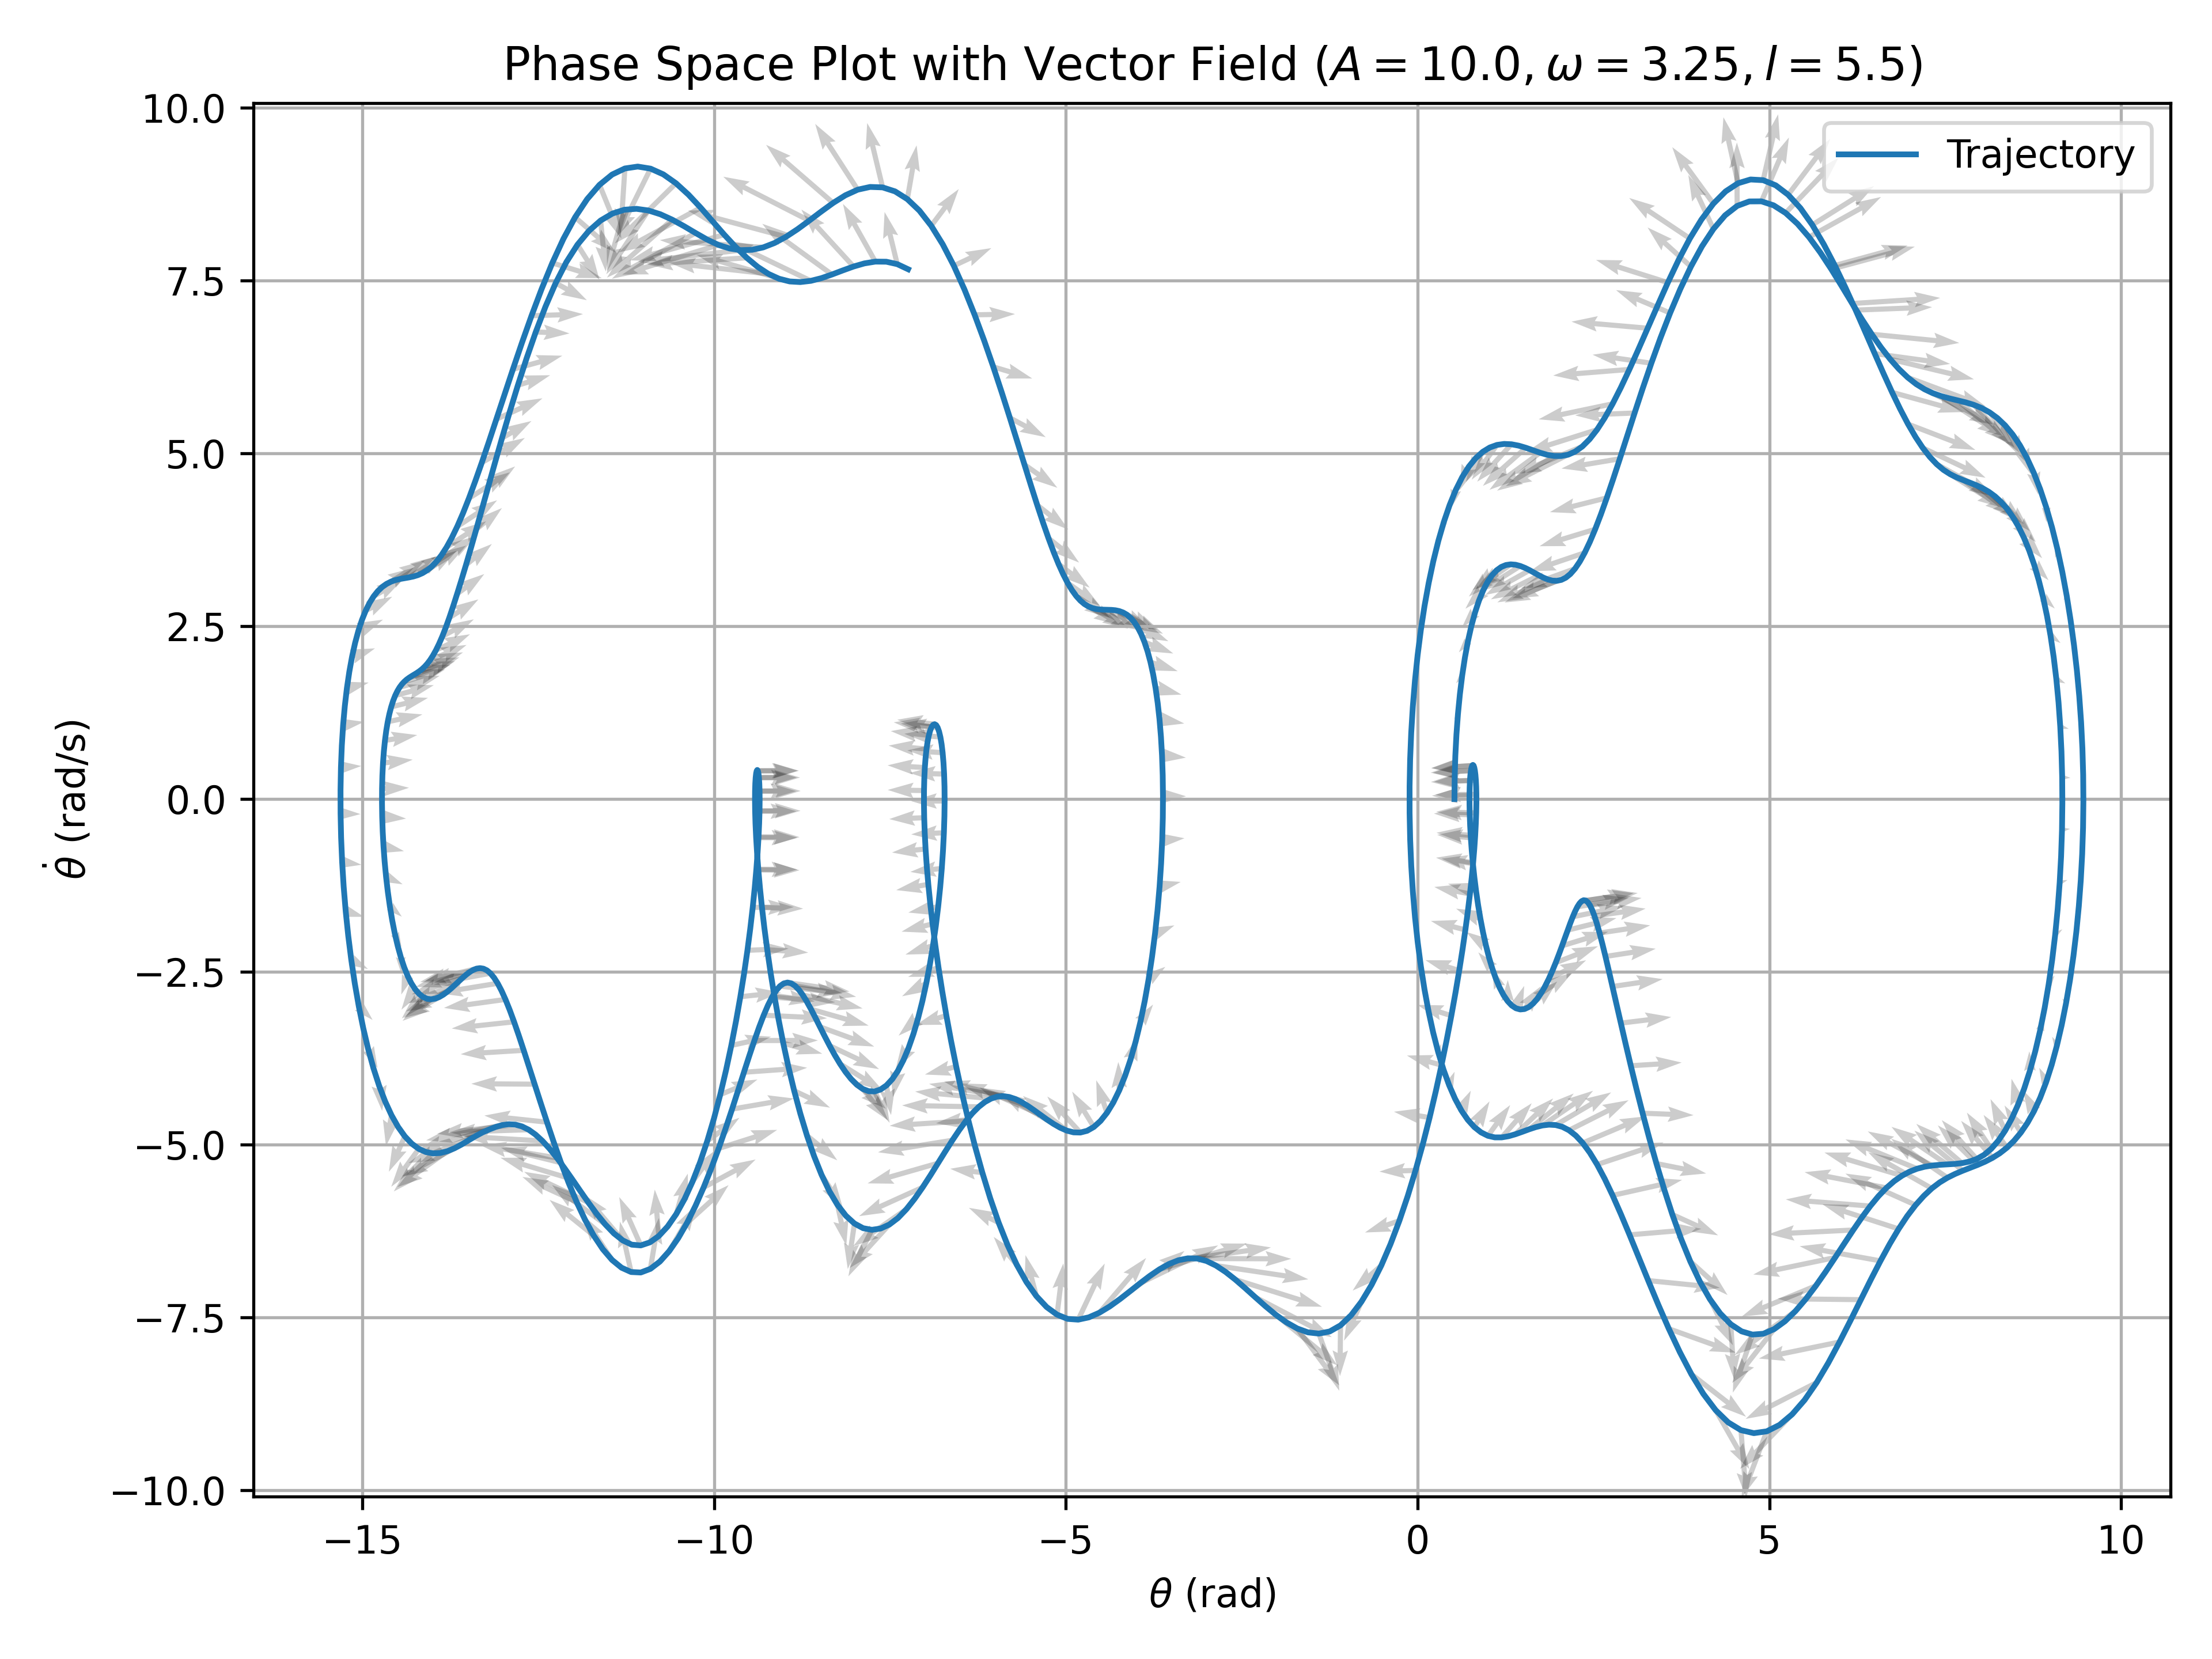 Phase Space Plot with Vector Field (A = 10.0, ω = 3.25, l = 5.5)
Trajectory
10.0
7.5
5.0
2.5
0.0
−2.5
−5.0
−7.5
−10.0
θ̇ (rad/s)
−15 −10 −5 0 5 10
θ (rad)